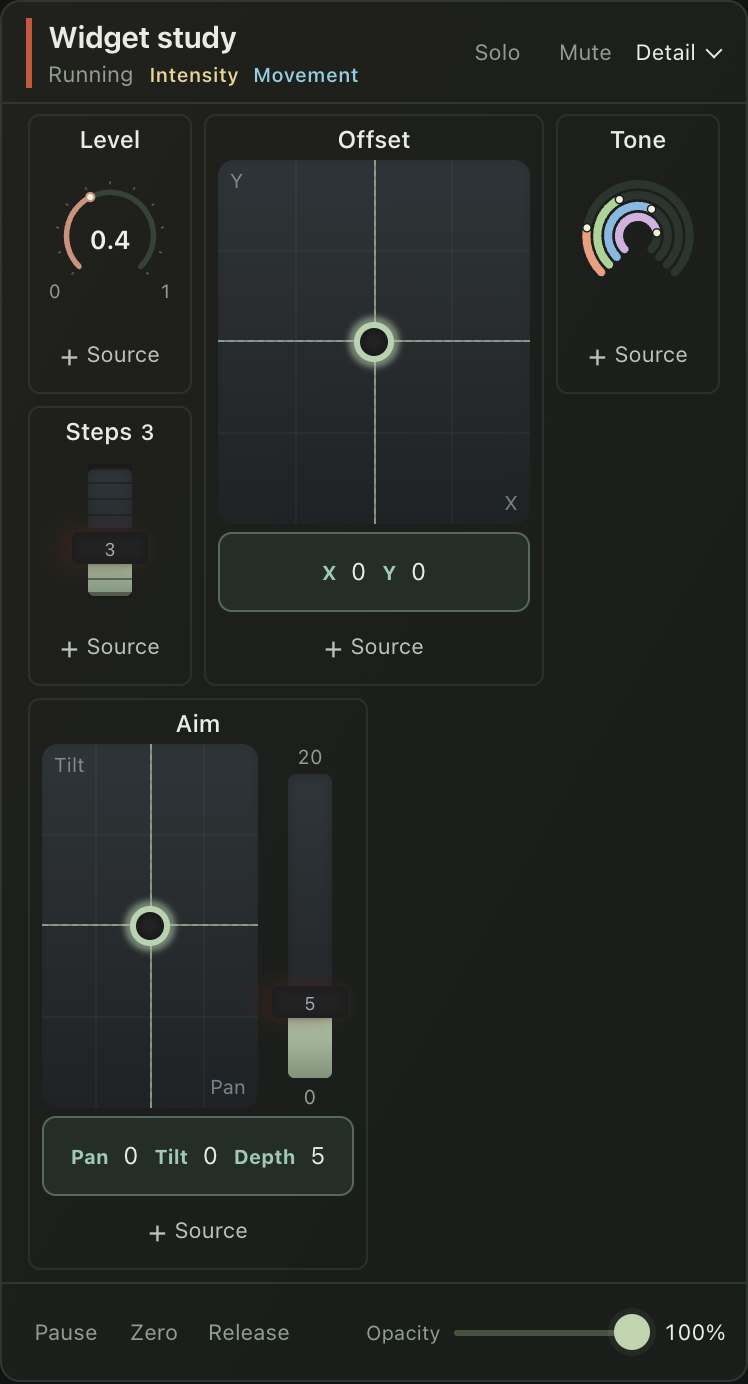 Widget study
Running Intensity Movement
Solo Mute Detail
Level
0.4
0 1
+ Source
Offset
Y
X
X 0 Y 0
+ Source
Tone
+ Source
Steps 3
3
+ Source
Aim
Tilt
Pan
20
5
0
Pan 0 Tilt 0 Depth 5
+ Source
Pause Zero Release Opacity 100%